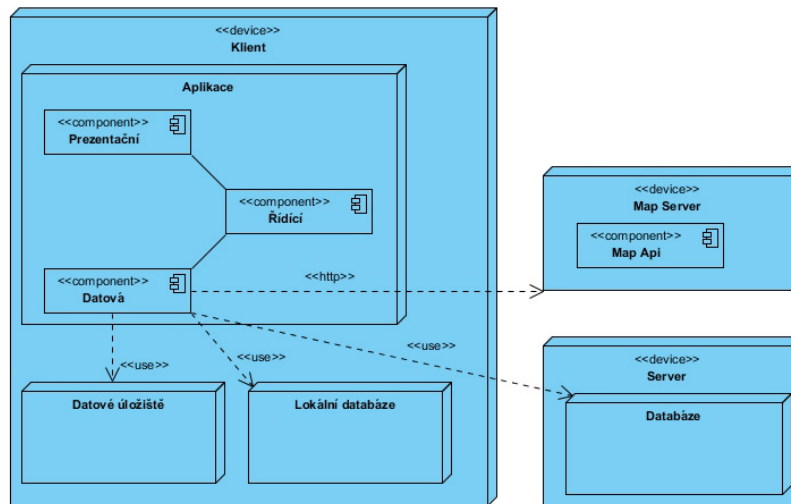 <<device>>
Klient
Aplikace
<<component>>
Prezentační
<<component>>
Řídící
<<component>>
Datová
<<http>>
<<use>>
<<use>>
<<use>>
Datové úložiště
Lokální databáze
<<device>>
Map Server
<<component>>
Map Api
<<device>>
Server
Databáze